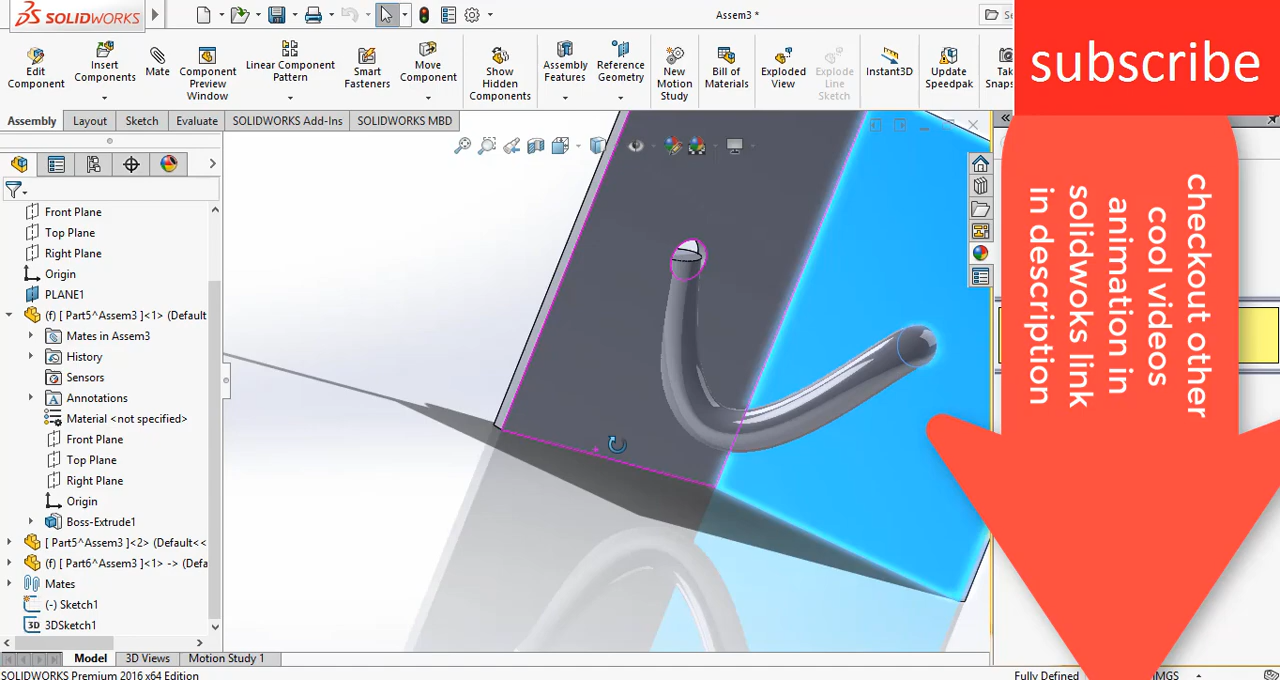 SOLIDWORKS
Assem3 *
subscribe
Edit
Component
Insert
Components
Mate
Component
Preview
Window
Linear Component
Pattern
Smart
Fasteners
Move
Component
Show
Hidden
Components
Assembly
Features
Reference
Geometry
New
Motion
Study
Bill of
Materials
Exploded
View
Explode
Line
Sketch
Instant3D
Update
Speedpak
Assembly
Layout
Sketch
Evaluate
SOLIDWORKS Add-Ins
SOLIDWORKS MBD
checkout other
cool videos
animation in
solidwoks link
in description
Front Plane
Top Plane
Right Plane
Origin
PLANE1
(f) [ Part5^Assem3 ]<1> (Default
Mates in Assem3
History
Sensors
Annotations
Material <not specified>
Front Plane
Top Plane
Right Plane
Origin
Boss-Extrude1
[ Part5^Assem3 ]<2> (Default<<
(f) [ Part6^Assem3 ]<1> -> (Defa
Mates
(-) Sketch1
3D 3DSketch1
Model
3D Views
Motion Study 1
SOLIDWORKS Premium 2016 x64 Edition
Fully Defined